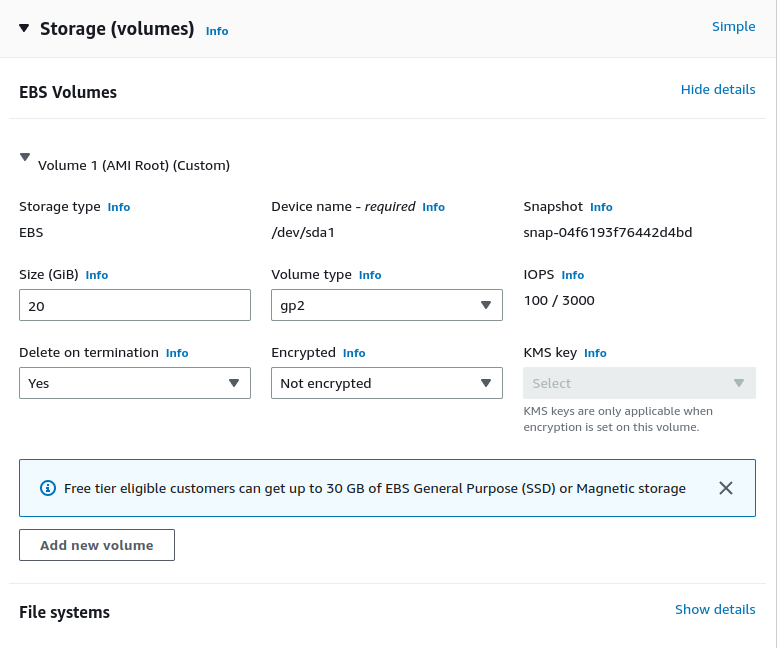 Storage (volumes) Info Simple
EBS Volumes Hide details
Volume 1 (AMI Root) (Custom)
Storage type Info Device name - required Info Snapshot Info
EBS /dev/sda1 snap-04f6193f76442d4bd
Size (GiB) Info Volume type Info IOPS Info
20 gp2 100 / 3000
Delete on termination Info Encrypted Info KMS key Info
Yes Not encrypted Select
KMS keys are only applicable when
encryption is set on this volume.
Free tier eligible customers can get up to 30 GB of EBS General Purpose (SSD) or Magnetic storage
Add new volume
File systems Show details